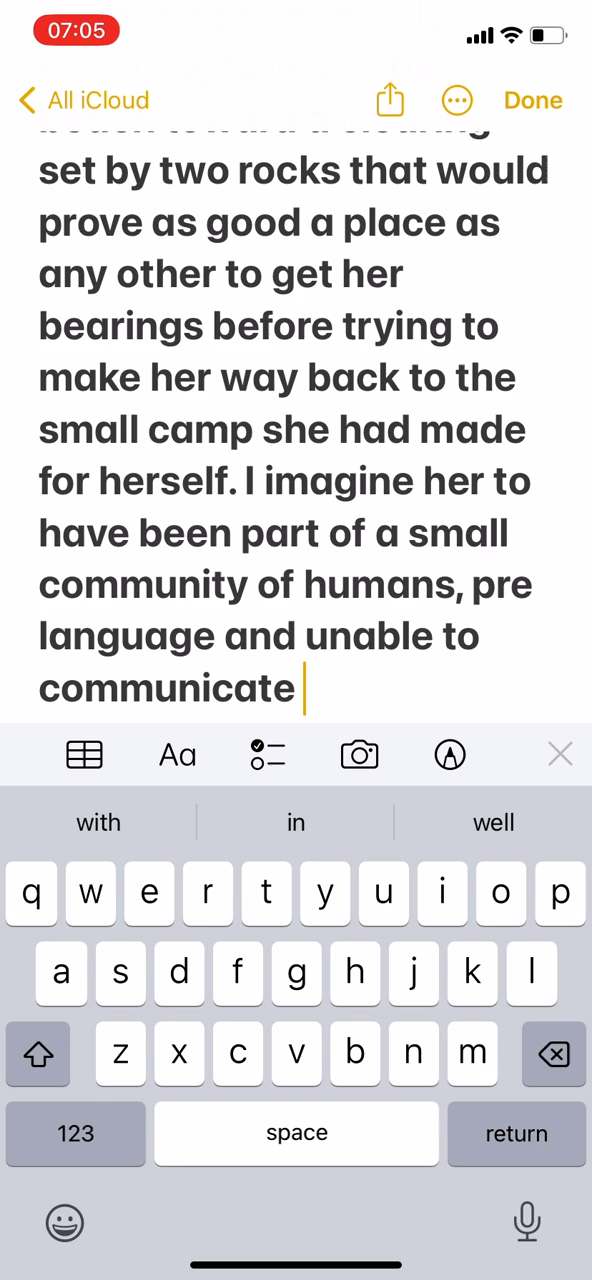 07:05
All iCloud
Done
set by two rocks that would
prove as good a place as
any other to get her
bearings before trying to
make her way back to the
small camp she had made
for herself. I imagine her to
have been part of a small
community of humans, pre
language and unable to
communicate
Aa
with in well
q w e r t y u i o p
a s d f g h j k l
z x c v b n m
123 space return